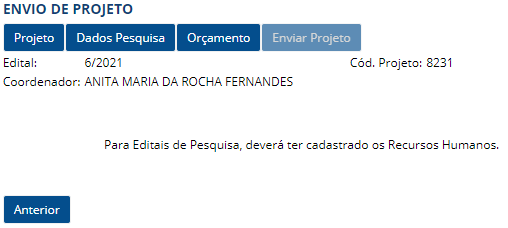 ENVIO DE PROJETO
Projeto Dados Pesquisa Orçamento Enviar Projeto
Edital: 6/2021 Cód. Projeto: 8231
Coordenador: ANITA MARIA DA ROCHA FERNANDES
Para Editais de Pesquisa, deverá ter cadastrado os Recursos Humanos.
Anterior